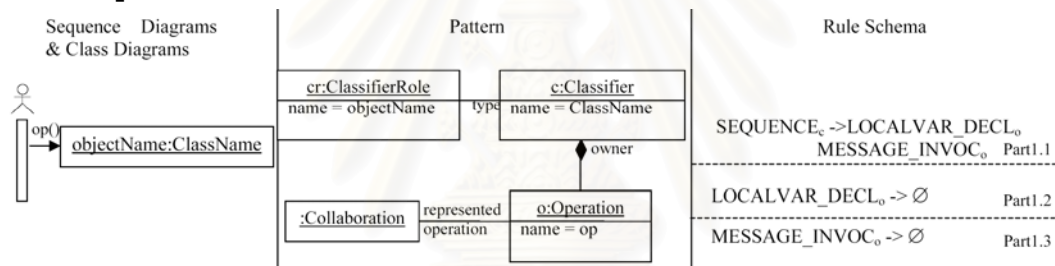 Sequence Diagrams
& Class Diagrams
op()
objectName:ClassName
Pattern
cr:ClassifierRole
name = objectName
type
c:Classifier
name = ClassName
owner
:Collaboration
represented
operation
o:Operation
name = op
Rule Schema
SEQUENCEc ->LOCALVAR_DECLo
MESSAGE_INVOCo Part1.1
LOCALVAR_DECLo -> ∅ Part1.2
MESSAGE_INVOCo -> ∅ Part1.3